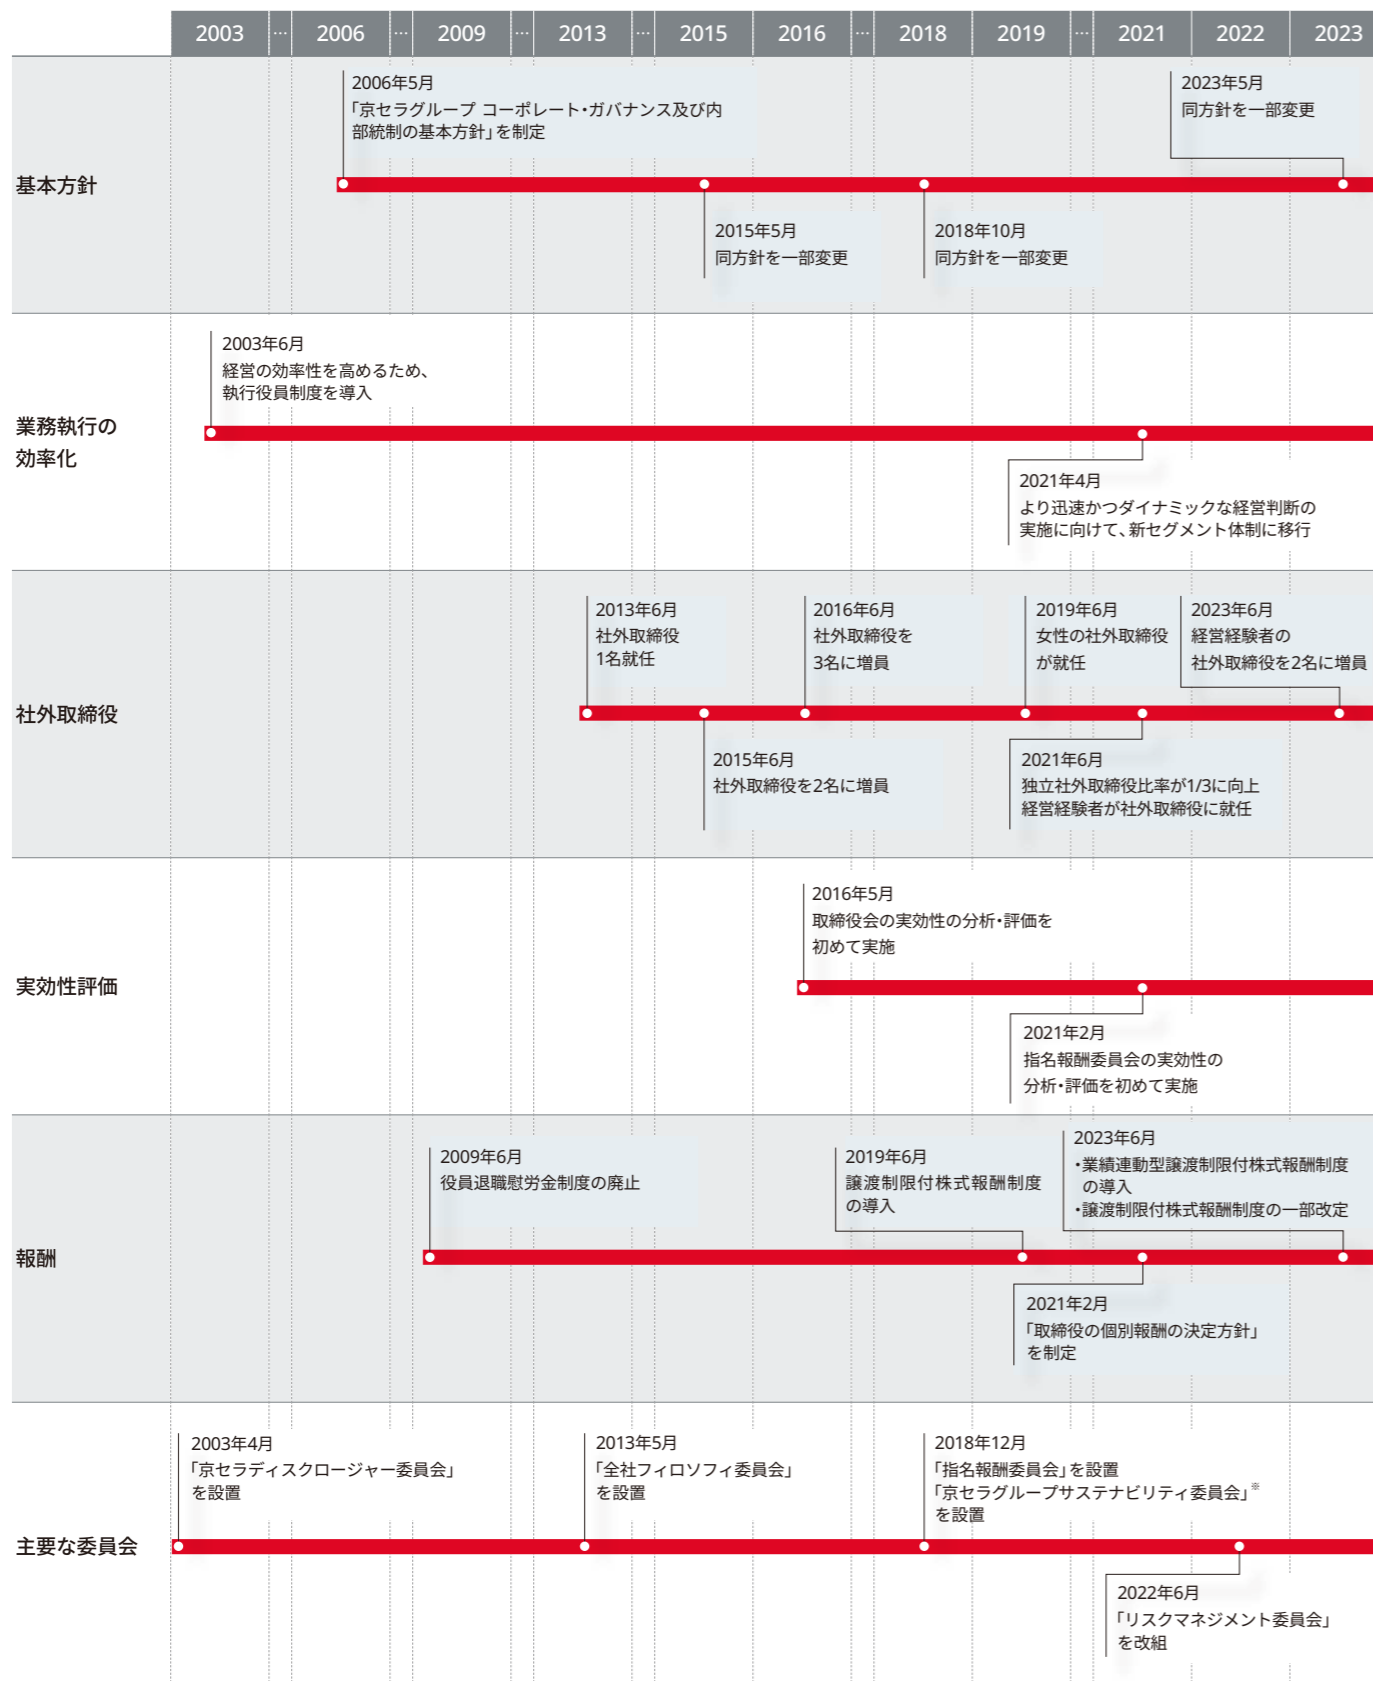 2003 … 2006 … 2009 … 2013 … 2015 2016 … 2018 2019 … 2021 2022 2023
基本方針
2006年5月
「京セラグループ コーポレート・ガバナンス及び内
部統制の基本方針」を制定
2023年5月
同方針を一部変更
2015年5月
同方針を一部変更
2018年10月
同方針を一部変更
業務執行の
効率化
2003年6月
経営の効率性を高めるため、
執行役員制度を導入
2021年4月
より迅速かつダイナミックな経営判断の
実施に向けて、新セグメント体制に移行
社外取締役
2013年6月
社外取締役
1名就任
2016年6月
社外取締役を
3名に増員
2019年6月
女性の社外取締役
が就任
2023年6月
経営経験者の
社外取締役を2名に増員
2015年6月
社外取締役を2名に増員
2021年6月
独立社外取締役比率が1/3に向上
経営経験者が社外取締役に就任
実効性評価
2016年5月
取締役会の実効性の分析・評価を
初めて実施
2021年2月
指名報酬委員会の実効性の
分析・評価を初めて実施
報酬
2009年6月
役員退職慰労金制度の廃止
2019年6月
譲渡制限付株式報酬制度
の導入
2023年6月
・業績連動型譲渡制限付株式報酬制度
の導入
・譲渡制限付株式報酬制度の一部改定
2021年2月
「取締役の個別報酬の決定方針」
を制定
主要な委員会
2003年4月
「京セラディスクロージャー委員会」
を設置
2013年5月
「全社フィロソフィ委員会」
を設置
2018年12月
「指名報酬委員会」を設置
「京セラグループサステナビリティ委員会」※
を設置
2022年6月
「リスクマネジメント委員会」
を改組